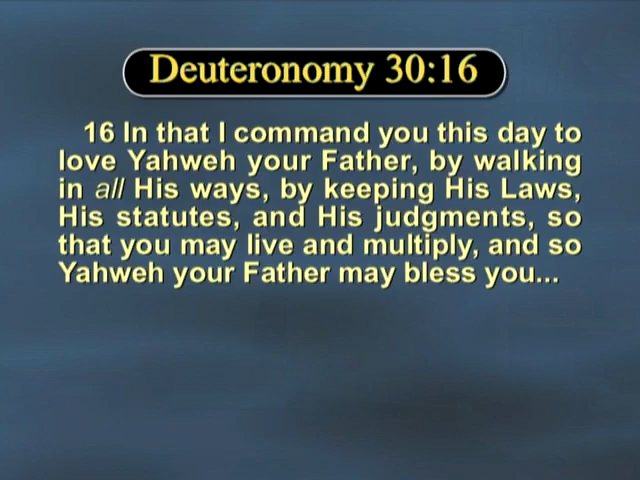 Deuteronomy 30:16
16 In that I command you this day to
love Yahweh your Father, by walking
in all His ways, by keeping His Laws,
His statutes, and His judgments, so
that you may live and multiply, and so
Yahweh your Father may bless you...